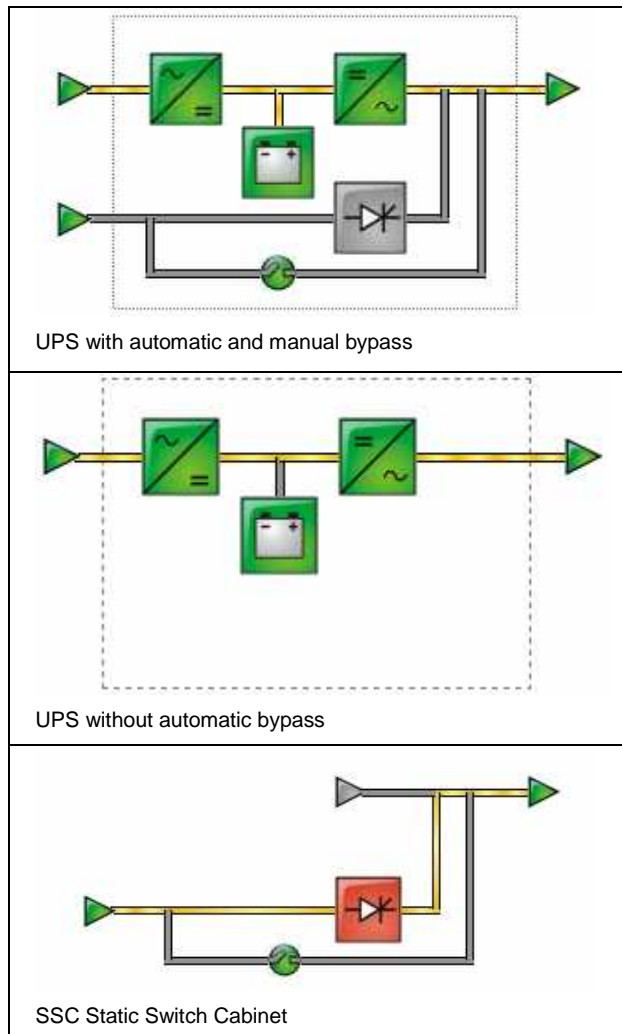 UPS with automatic and manual bypass
UPS without automatic bypass
SSC Static Switch Cabinet